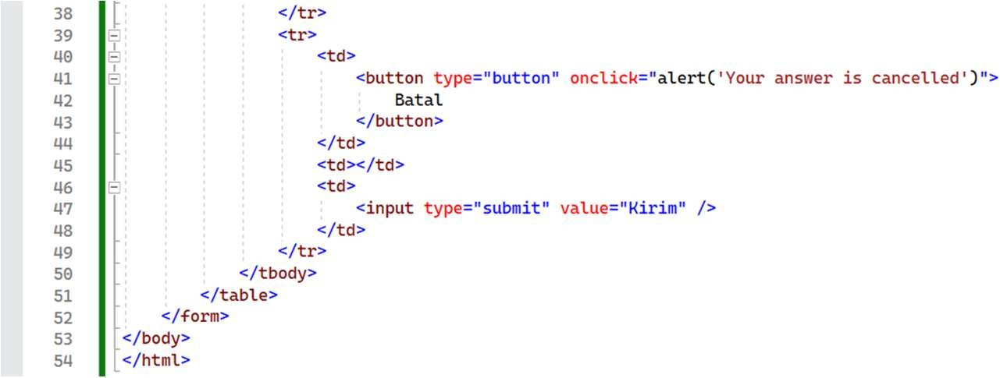 38 </tr>
39 <tr>
40 <td>
41 <button type="button" onclick="alert('Your answer is cancelled')">
42 Batal
43 </button>
44 </td>
45 <td></td>
46 <td>
47 <input type="submit" value="Kirim" />
48 </td>
49 </tr>
50 </tbody>
51 </table>
52 </form>
53 </body>
54 </html>